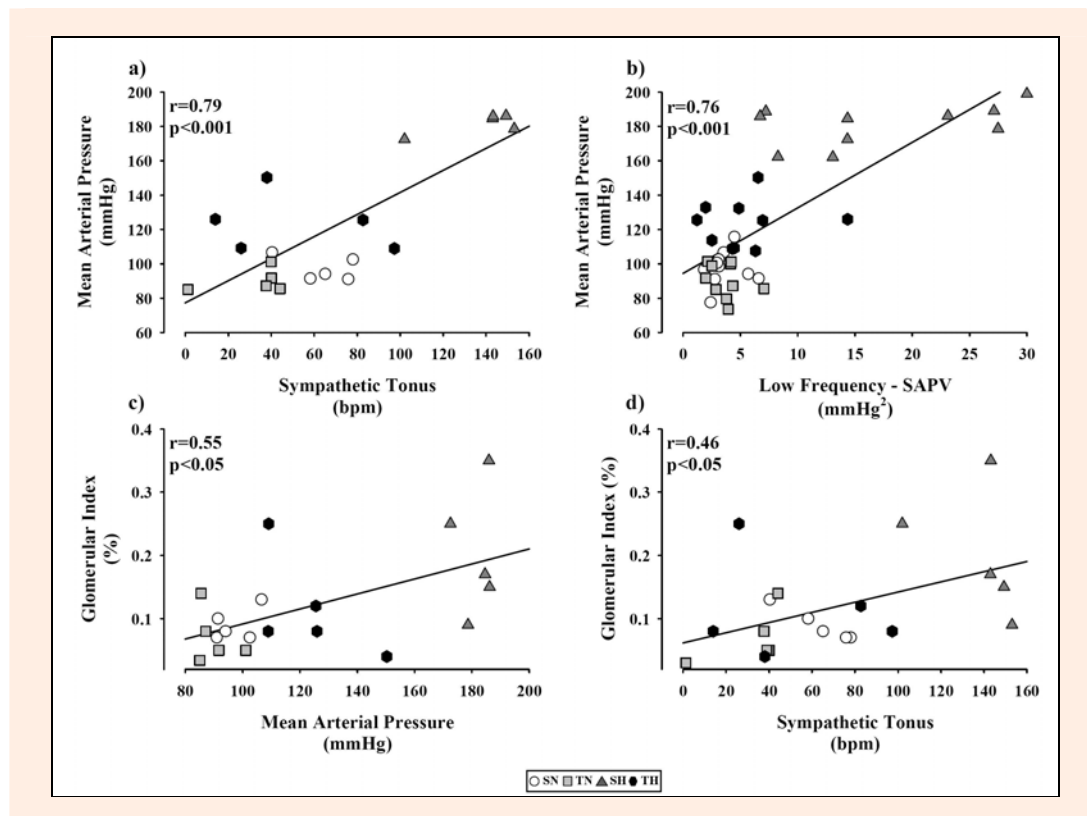 a)
r=0.79
p<0.001
Mean Arterial Pressure
(mmHg)
200
180
160
140
120
100
80
60
0 20 40 60 80 100 120 140 160
Sympathetic Tonus
(bpm)
b)
r=0.76
p<0.001
Mean Arterial Pressure
(mmHg)
200
180
160
140
120
100
80
60
0 5 10 15 20 25 30
Low Frequency - SAPV
(mmHg²)
c)
r=0.55
p<0.05
Glomerular Index
(%)
0.4
0.3
0.2
0.1
80 100 120 140 160 180 200
Mean Arterial Pressure
(mmHg)
d)
r=0.46
p<0.05
Glomerular Index (%)
0.4
0.3
0.2
0.1
0 20 40 60 80 100 120 140 160
Sympathetic Tonus
(bpm)
SN TN SH TH